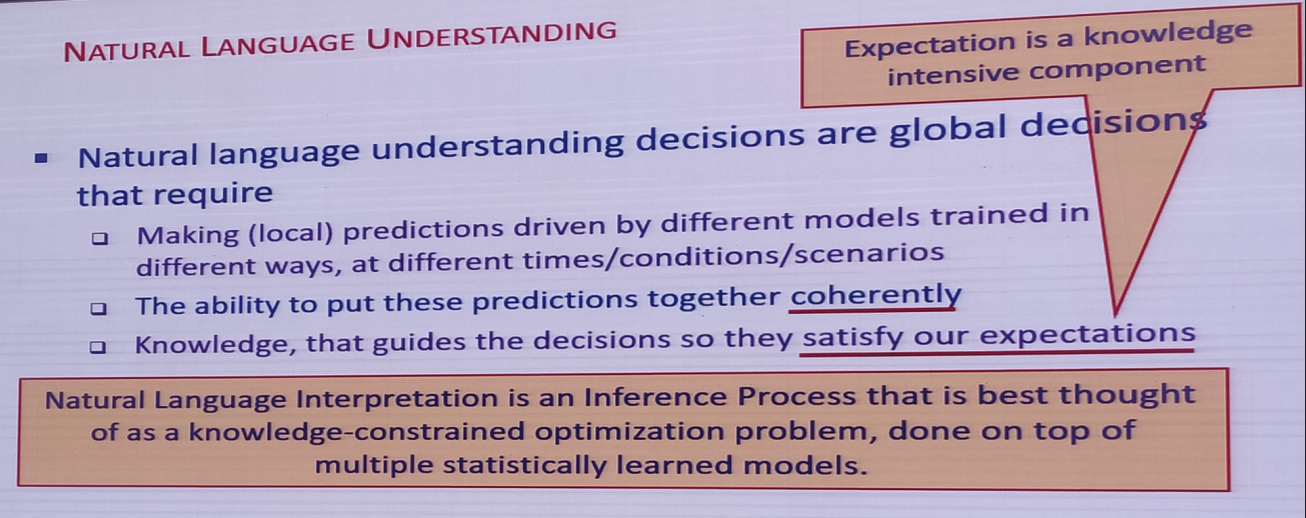 NATURAL LANGUAGE UNDERSTANDING
Expectation is a knowledge
intensive component
Natural language understanding decisions are global decisions
that require
Making (local) predictions driven by different models trained in
different ways, at different times/conditions/scenarios
The ability to put these predictions together coherently
Knowledge, that guides the decisions so they satisfy our expectations
Natural Language Interpretation is an Inference Process that is best thought
of as a knowledge-constrained optimization problem, done on top of
multiple statistically learned models.